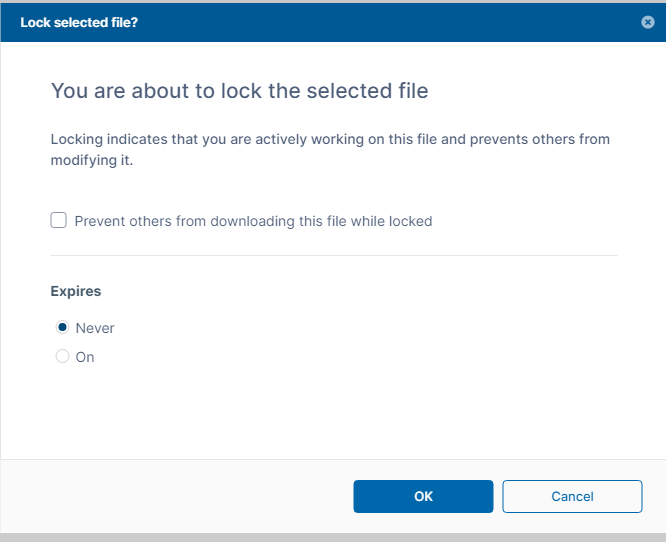 Lock selected file?
You are about to lock the selected file
Locking indicates that you are actively working on this file and prevents others from
modifying it.
Prevent others from downloading this file while locked
Expires
Never
On
OK
Cancel